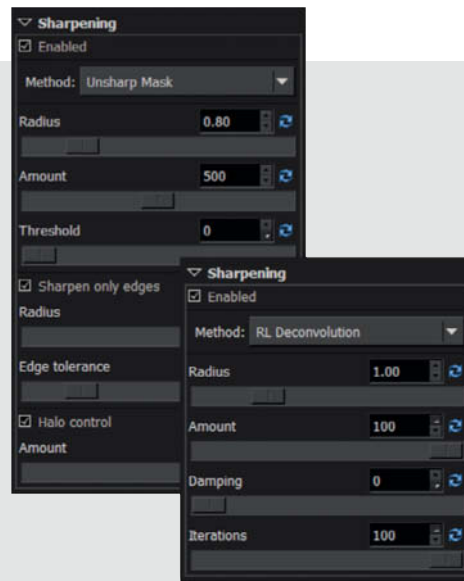 Sharpening
Enabled
Method: Unsharp Mask
Radius 0.80
Amount 500
Threshold 0
Sharpen only edges
Radius
Edge tolerance
Halo control
Amount
Sharpening
Enabled
Method: RL Deconvolution
Radius 1.00
Amount 100
Damping 0
Iterations 100